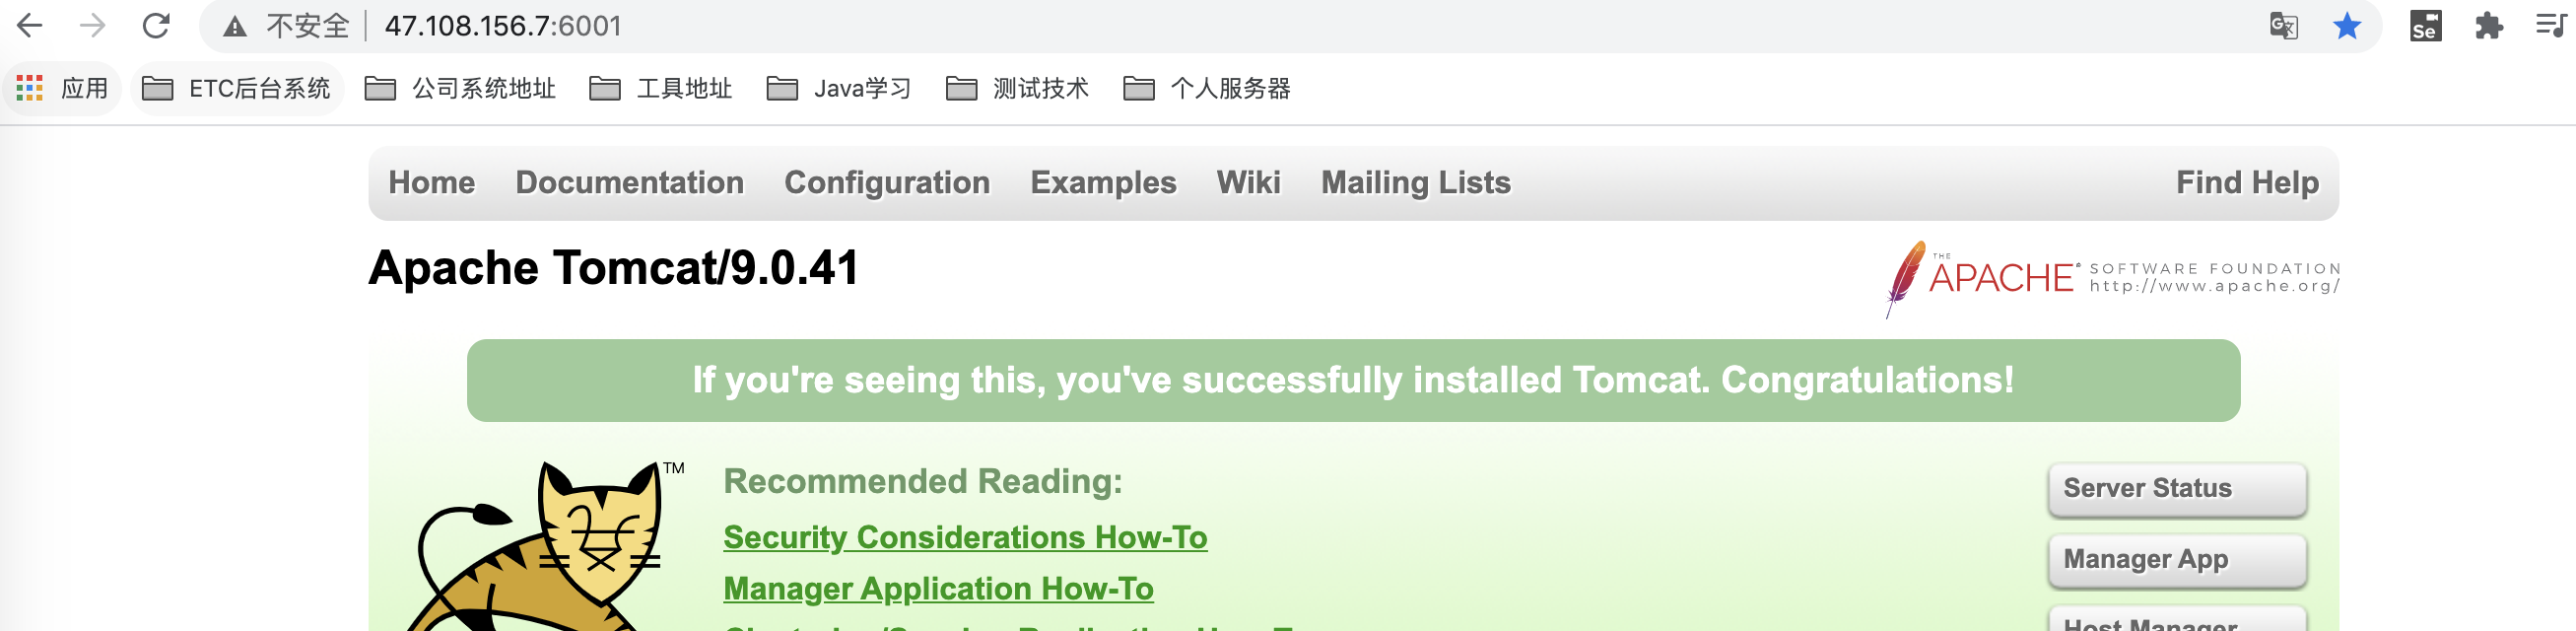 不安全 47.108.156.7:6001
应用 ETC后台系统 公司系统地址 工具地址 Java学习 测试技术 个人服务器
Home Documentation Configuration Examples Wiki Mailing Lists Find Help
Apache Tomcat/9.0.41
THE
APACHE® SOFTWARE FOUNDATION
http://www.apache.org/
If you're seeing this, you've successfully installed Tomcat. Congratulations!
TM
Recommended Reading:
Security Considerations How-To
Manager Application How-To
Server Status
Manager App
Host Manager
Se